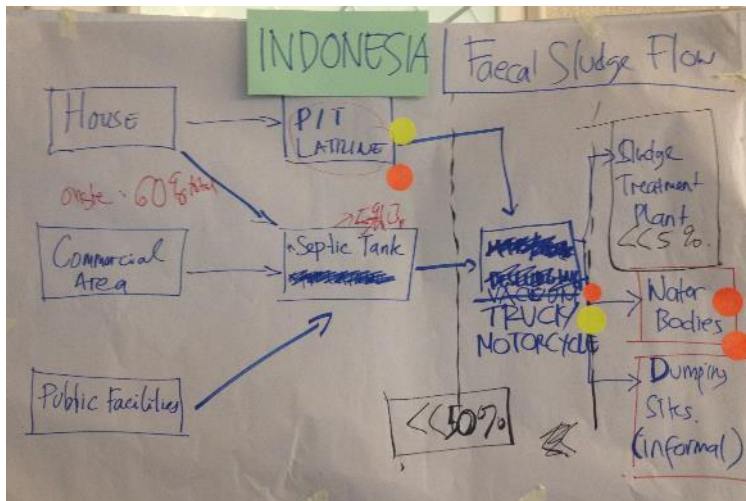 INDONESIA
Faecal Sludge Flow
HOUSE
PIT
LATRINE
onsite · 60%
Commercial
Area
Septic Tank
Public Facilities
VACUUM
TRUCK/
MOTORCYCLE
<<50%
Sludge
Treatment
Plant
<<5%.
Water
Bodies
Dumping
Sites.
(informal)